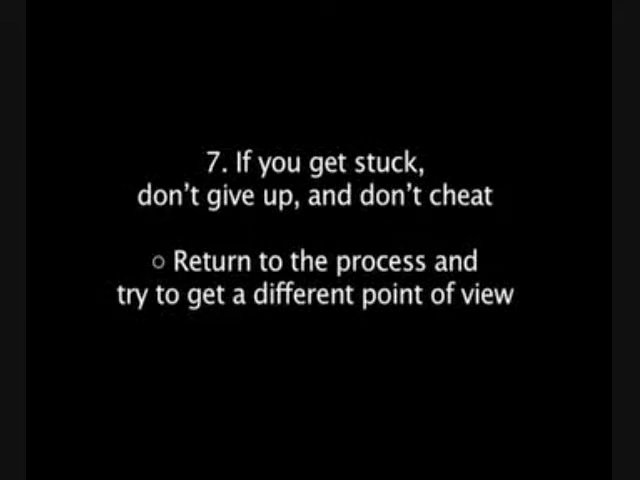 7. If you get stuck,
don't give up, and don't cheat
○ Return to the process and
try to get a different point of view